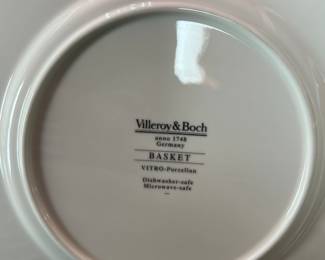 Villeroy & Boch
anno 1748
Germany
BASKET
VITRO-Porzellan
Dishwasher-safe
Microwave-safe